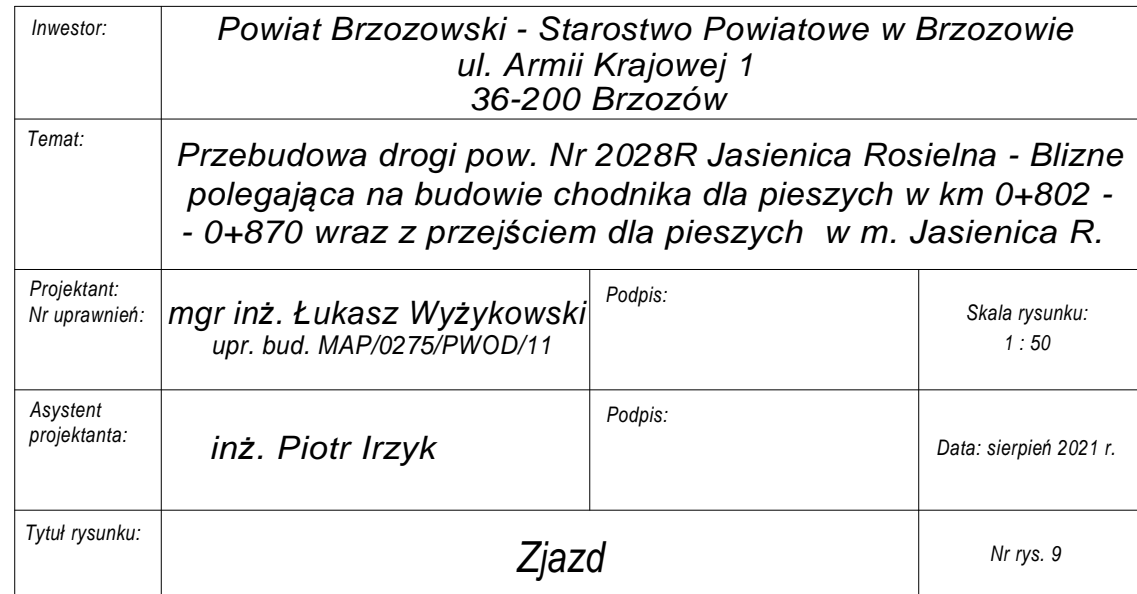 Inwestor:
Powiat Brzozowski - Starostwo Powiatowe w Brzozowie
ul. Armii Krajowej 1
36-200 Brzozów
Temat:
Przebudowa drogi pow. Nr 2028R Jasienica Rosielna - Blizne
polegająca na budowie chodnika dla pieszych w km 0+802 -
- 0+870 wraz z przejściem dla pieszych w m. Jasienica R.
Projektant:
Nr uprawnień:
mgr inż. Łukasz Wyżykowski
upr. bud. MAP/0275/PWOD/11
Podpis:
Skala rysunku:
1 : 50
Asystent
projektanta:
inż. Piotr Irzyk
Podpis:
Data: sierpień 2021 r.
Tytuł rysunku:
Zjazd
Nr rys. 9